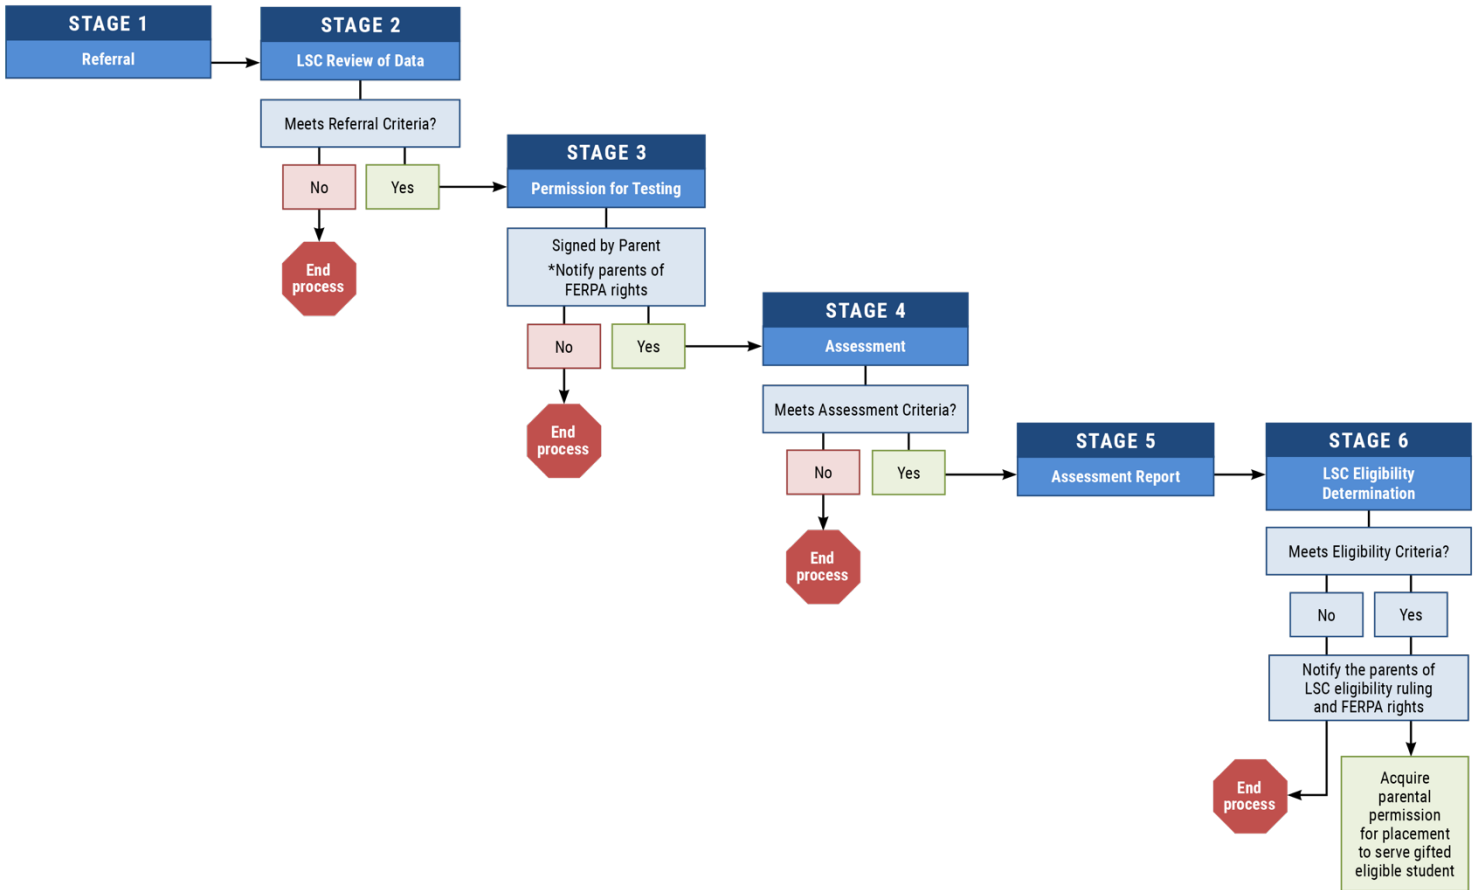 STAGE 1
Referral
STAGE 2
LSC Review of Data
Meets Referral Criteria?
No
Yes
End
process
STAGE 3
Permission for Testing
Signed by Parent
*Notify parents of
FERPA rights
No
Yes
End
process
STAGE 4
Assessment
Meets Assessment Criteria?
No
Yes
End
process
STAGE 5
Assessment Report
STAGE 6
LSC Eligibility
Determination
Meets Eligibility Criteria?
No
Yes
Notify the parents of
LSC eligibility ruling
and FERPA rights
End
process
Acquire
parental
permission
for placement
to serve gifted
eligible student